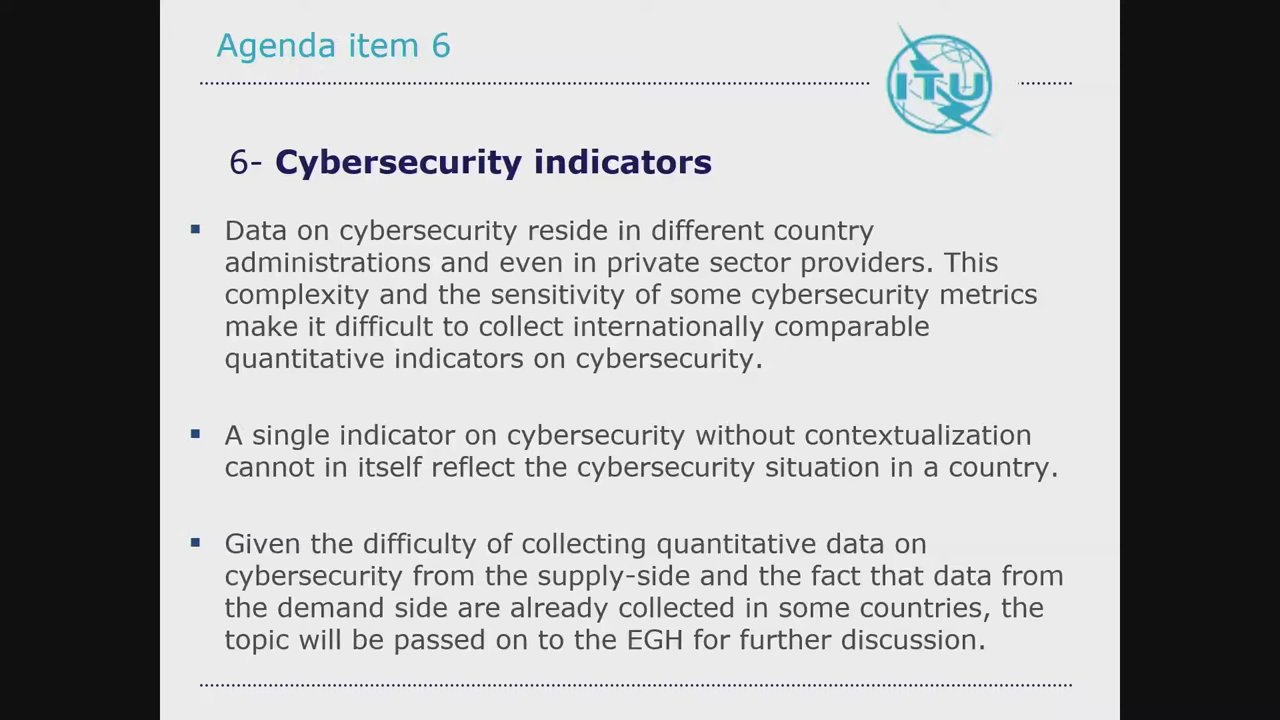 Agenda item 6
ITU
6- Cybersecurity indicators
▪ Data on cybersecurity reside in different country
administrations and even in private sector providers. This
complexity and the sensitivity of some cybersecurity metrics
make it difficult to collect internationally comparable
quantitative indicators on cybersecurity.
▪ A single indicator on cybersecurity without contextualization
cannot in itself reflect the cybersecurity situation in a country.
▪ Given the difficulty of collecting quantitative data on
cybersecurity from the supply-side and the fact that data from
the demand side are already collected in some countries, the
topic will be passed on to the EGH for further discussion.